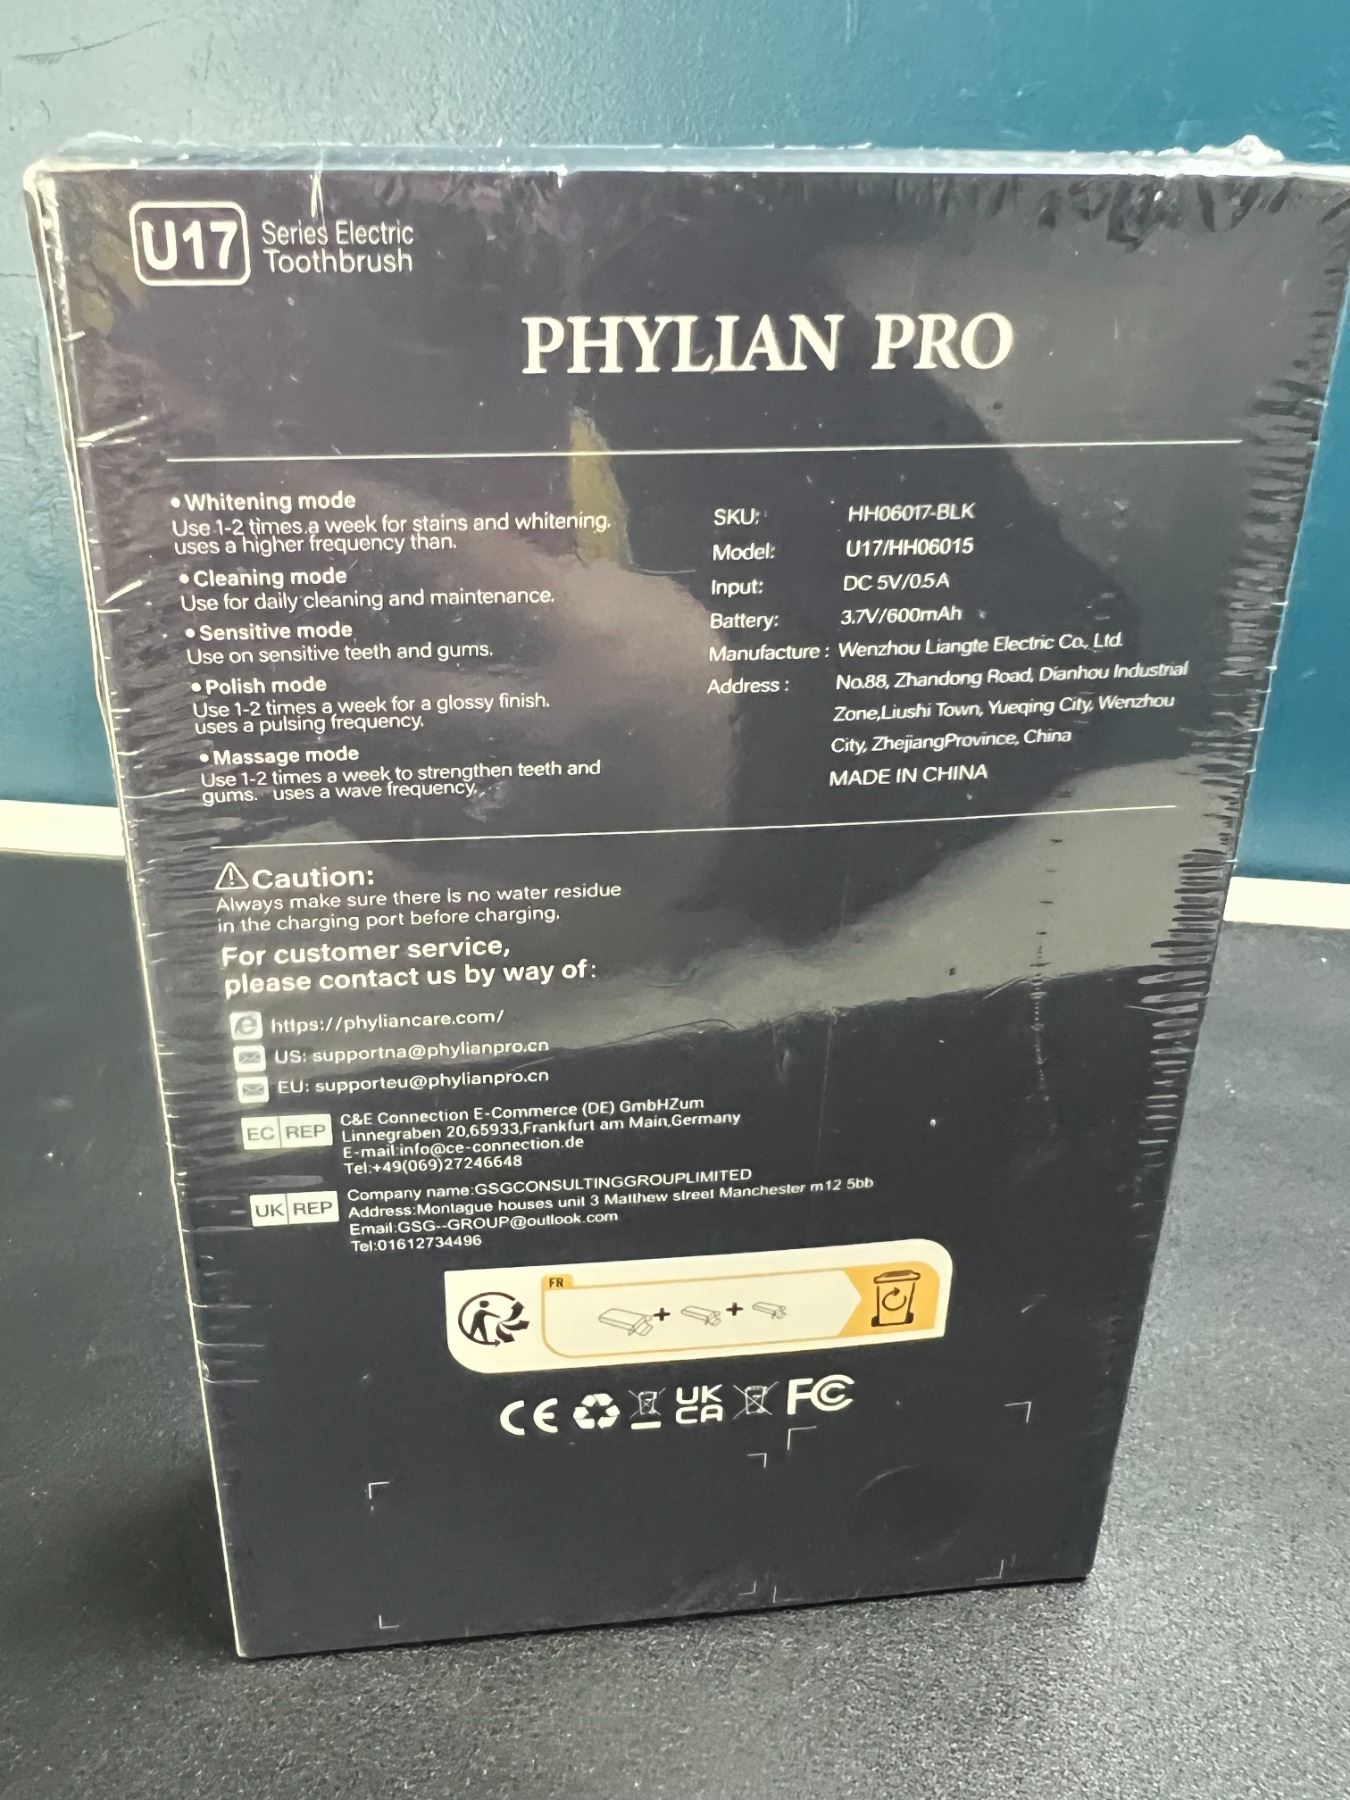 U17 Series Electric
Toothbrush
PHYLIAN PRO
• Whitening mode
Use 1-2 times a week for stains and whitening.
uses a higher frequency than.
• Cleaning mode
Use for daily cleaning and maintenance.
• Sensitive mode
Use on sensitive teeth and gums.
• Polish mode
Use 1-2 times a week for a glossy finish.
uses a pulsing frequency.
• Massage mode
Use 1-2 times a week to strengthen teeth and
gums. uses a wave frequency.
SKU: HH06017-BLK
Model: U17/HH06015
Input: DC 5V/0.5A
Battery: 3.7V/600mAh
Manufacture : Wenzhou Liangte Electric Co., Ltd.
Address : No.88, Zhandong Road, Dianhou Industrial
Zone,Liushi Town, Yueqing City, Wenzhou
City, ZhejiangProvince, China
MADE IN CHINA
Caution:
Always make sure there is no water residue
in the charging port before charging.
For customer service,
please contact us by way of:
https://phyliancare.com/
US: supportna@phylianpro.cn
EU: supporteu@phylianpro.cn
EC REP C&E Connection E-Commerce (DE) GmbHZum
Linnegraben 20,65933,Frankfurt am Main,Germany
E-mail:info@ce-connection.de
Tel:+49(069)27246648
UK REP Company name:GSGCONSULTINGGROUPLIMITED
Address:Montague houses unit 3 Matthew street Manchester m12 5bb
Email:GSG--GROUP@outlook.com
Tel:01612734496
FR
+ +
CE UK CA FC